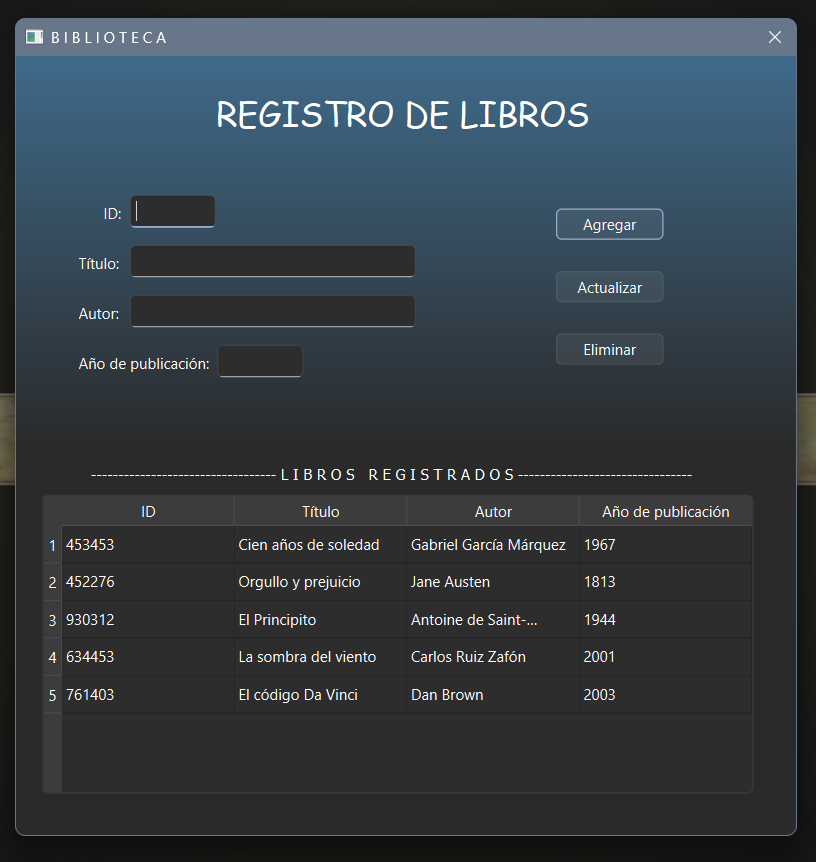 BIBLIOTECA
REGISTRO DE LIBROS
ID:
Título:
Autor:
Año de publicación:
Agregar
Actualizar
Eliminar
---------------------------------- LIBROS REGISTRADOS --------------------------------
ID Título Autor Año de publicación
1 453453 Cien años de soledad Gabriel García Márquez 1967
2 452276 Orgullo y prejuicio Jane Austen 1813
3 930312 El Principito Antoine de Saint-... 1944
4 634453 La sombra del viento Carlos Ruiz Zafón 2001
5 761403 El código Da Vinci Dan Brown 2003